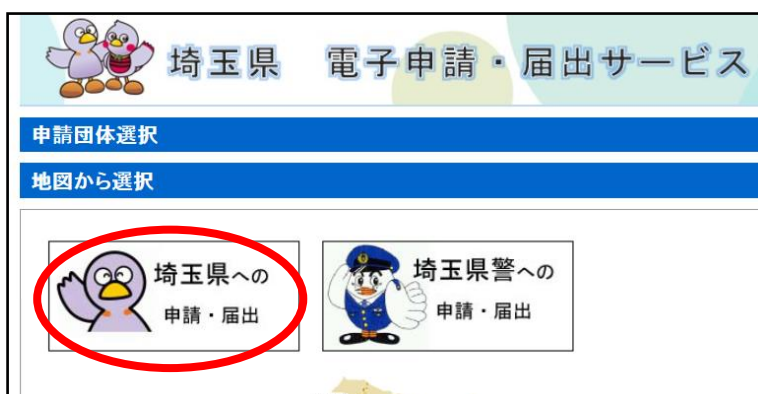 埼玉県　電子申請・届出サービス
申請団体選択
地図から選択
埼玉県への
申請・届出
埼玉県警への
申請・届出